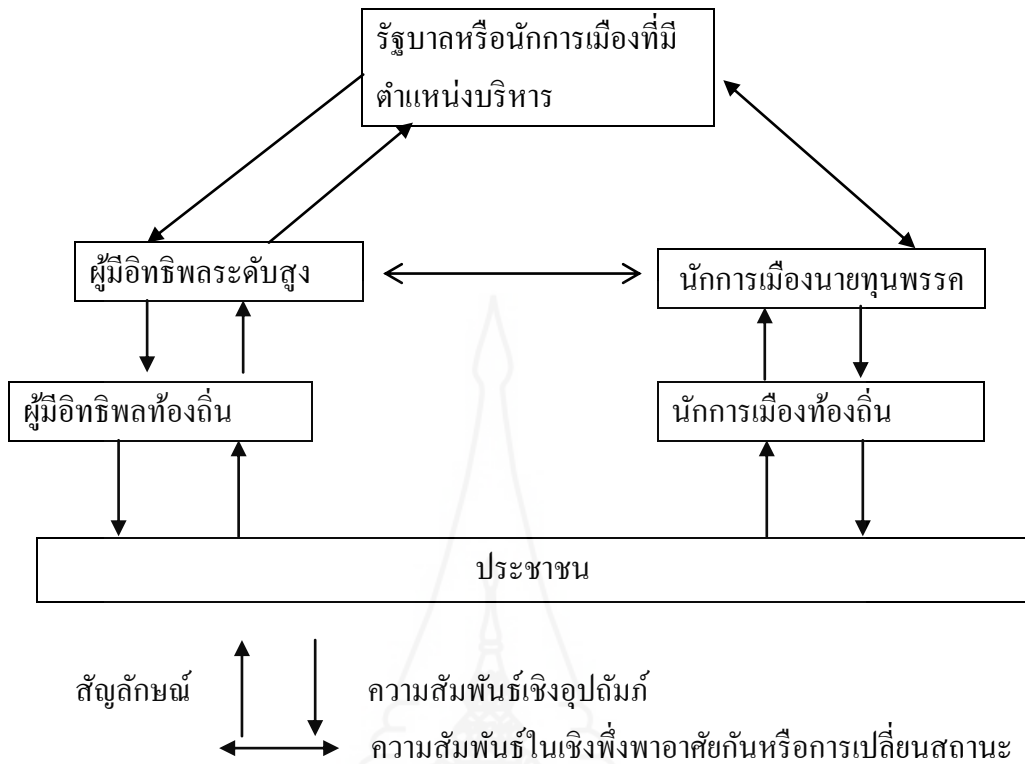 รัฐบาลหรือนักการเมืองที่มี
ตำแหน่งบริหาร
ผู้มีอิทธิพลระดับสูง
นักการเมืองนายทุนพรรค
ผู้มีอิทธิพลท้องถิ่น
นักการเมืองท้องถิ่น
ประชาชน
สัญลักษณ์
ความสัมพันธ์เชิงอุปถัมภ์
ความสัมพันธ์ในเชิงพึ่งพาอาศัยกันหรือการเปลี่ยนสถานะ